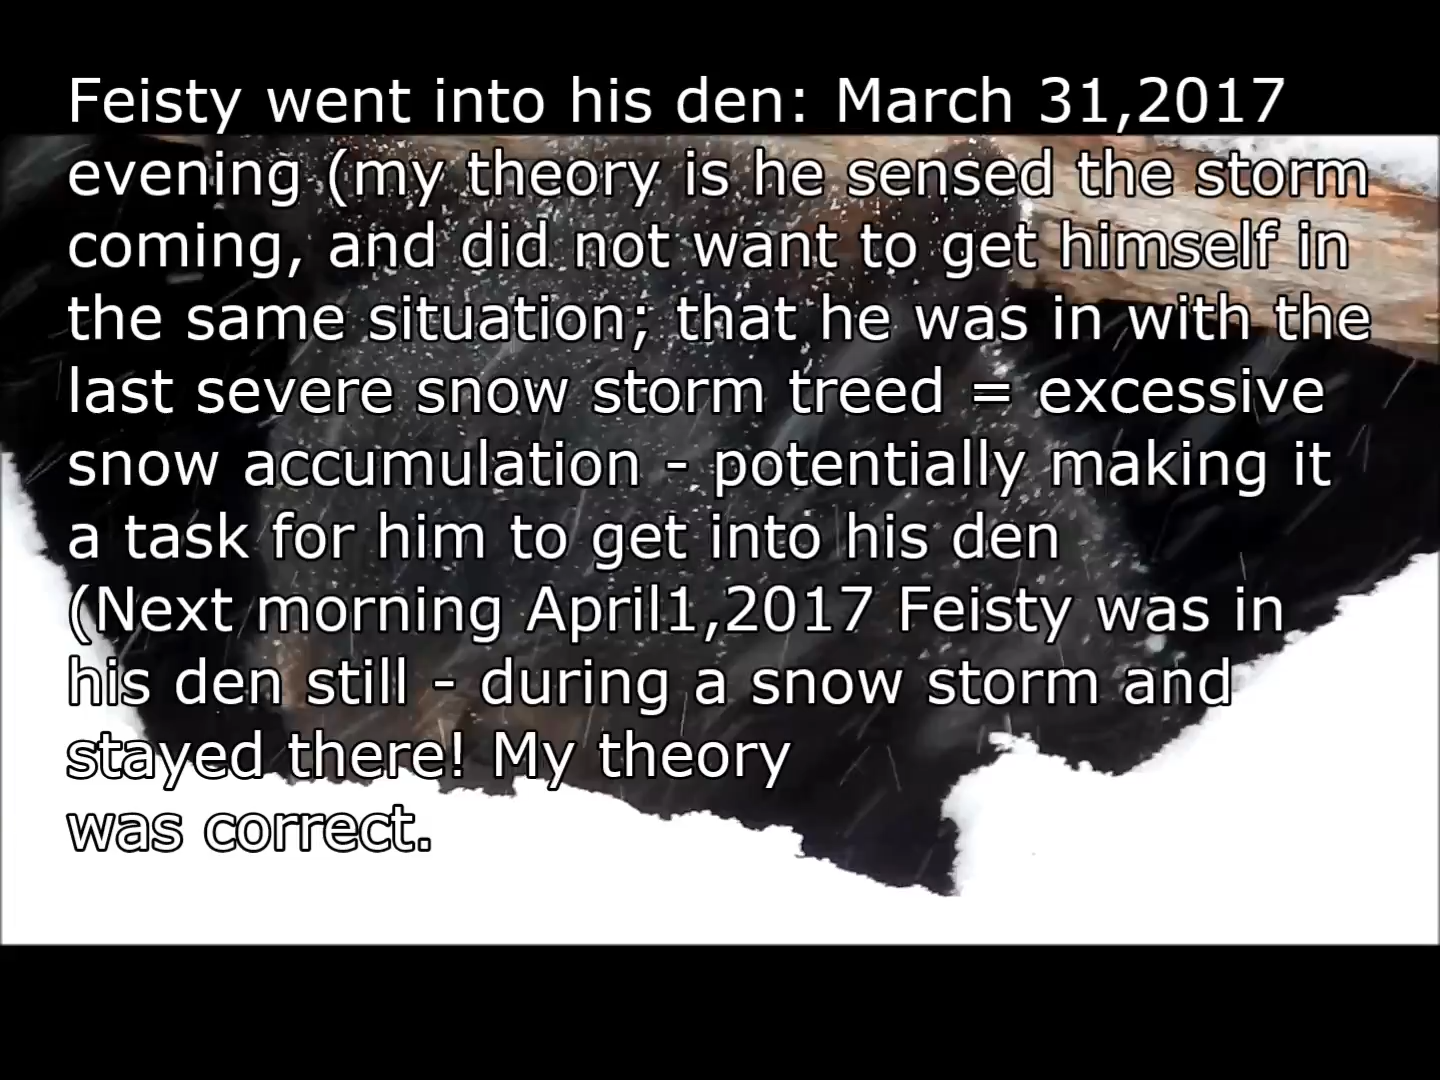 Feisty went into his den: March 31,2017
evening (my theory is he sensed the storm
coming, and did not want to get himself in
the same situation; that he was in with the
last severe snow storm treed = excessive
snow accumulation - potentially making it
a task for him to get into his den
(Next morning April1,2017 Feisty was in
his den still - during a snow storm and
stayed there! My theory
was correct.